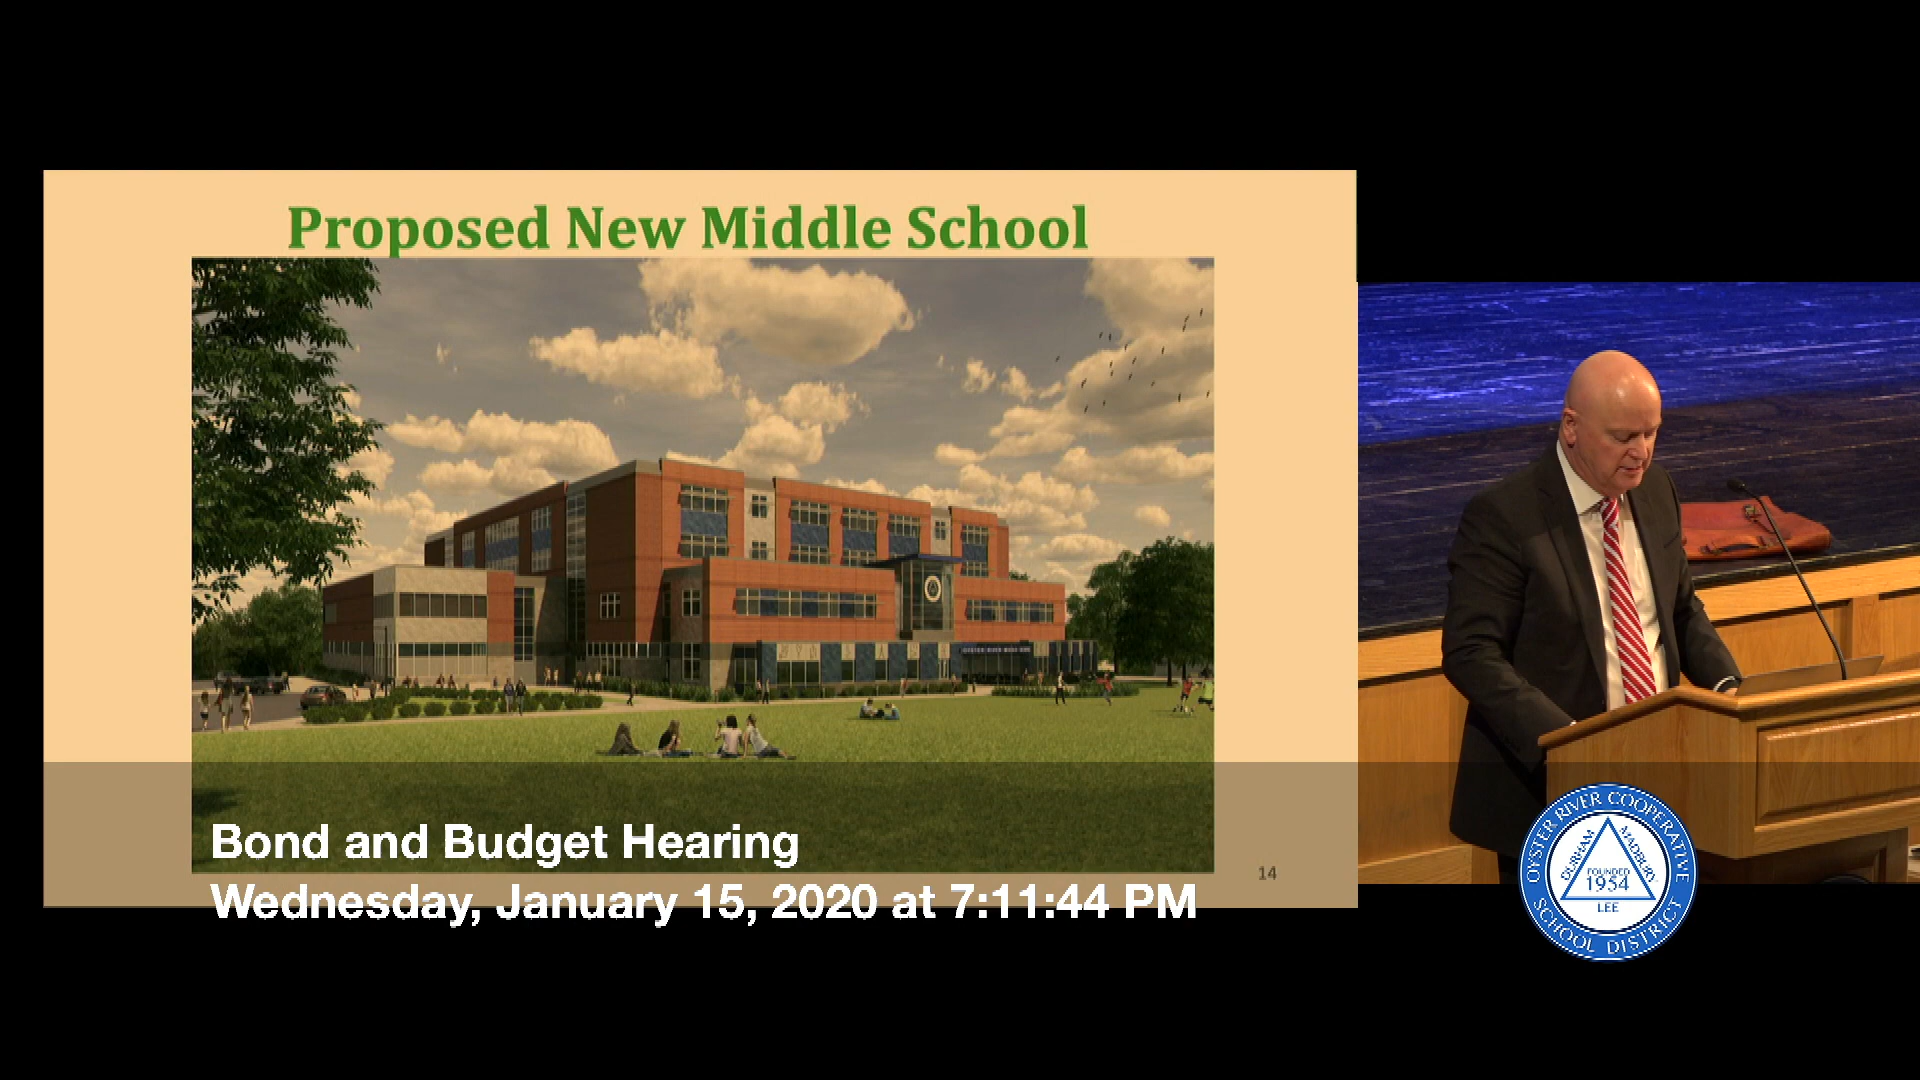 Proposed New Middle School
14
Bond and Budget Hearing
Wednesday, January 15, 2020 at 7:11:44 PM
OYSTER RIVER COOPERATIVE
DURHAM
MADBURY
FOUNDED
1954
LEE
SCHOOL DISTRICT